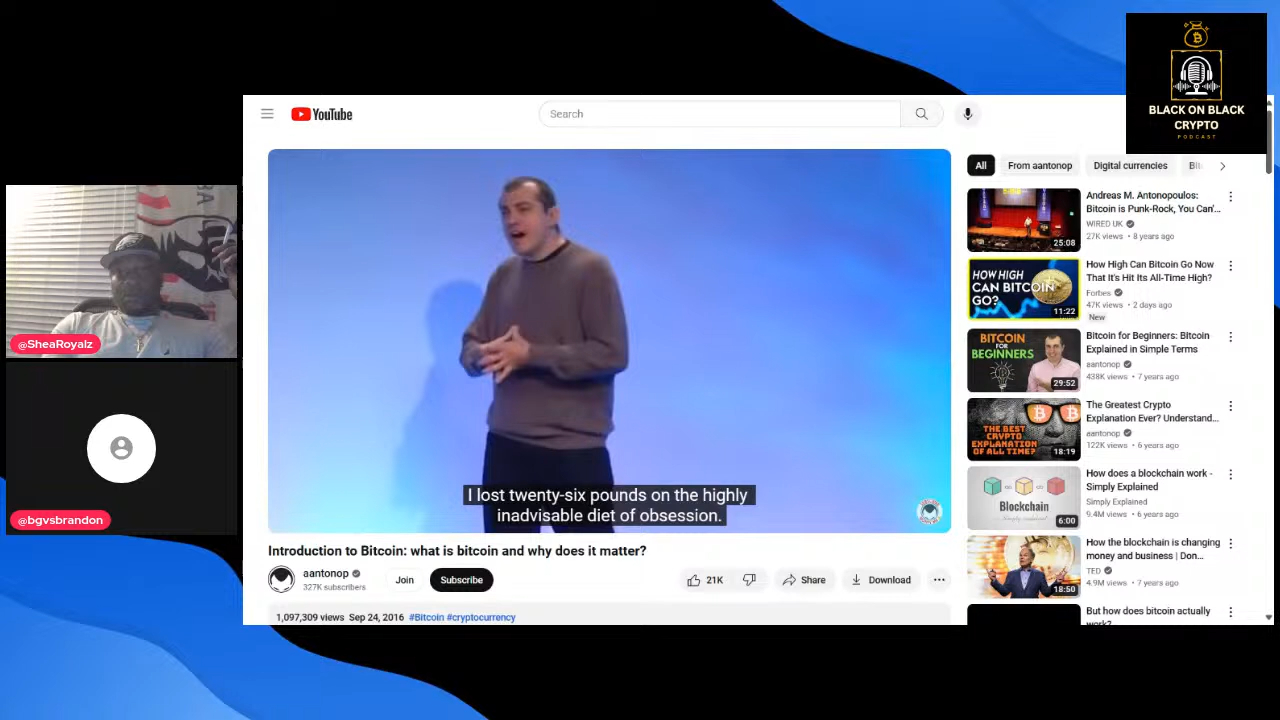 BLACK ON BLACK
CRYPTO
PODCAST
YouTube
Search
All
From aantonop
Digital currencies
I lost twenty-six pounds on the highly
inadvisable diet of obsession.
Introduction to Bitcoin: what is bitcoin and why does it matter?
aantonop
327K subscribers
Join
Subscribe
21K
Share
Download
1,097,309 views Sep 24, 2016 #Bitcoin #cryptocurrency
25:08
Andreas M. Antonopoulos:
Bitcoin is Punk-Rock, You Can'...
WIRED UK
27K views • 8 years ago
HOW HIGH
CAN BITCOIN
GO?
11:22
How High Can Bitcoin Go Now
That It's Hit Its All-Time High?
Forbes
47K views • 2 days ago
New
BITCOIN
FOR
BEGINNERS
29:52
Bitcoin for Beginners: Bitcoin
Explained in Simple Terms
aantonop
438K views • 7 years ago
THE BEST
CRYPTO
EXPLANATION
OF ALL TIME?
18:19
The Greatest Crypto
Explanation Ever? Understand...
aantonop
122K views • 6 years ago
Blockchain
6:00
How does a blockchain work -
Simply Explained
Simply Explained
9.4M views • 6 years ago
18:50
How the blockchain is changing
money and business | Don...
TED
4.9M views • 7 years ago
But how does bitcoin actually
work?
@SheaRoyalz
@bgvsbrandon